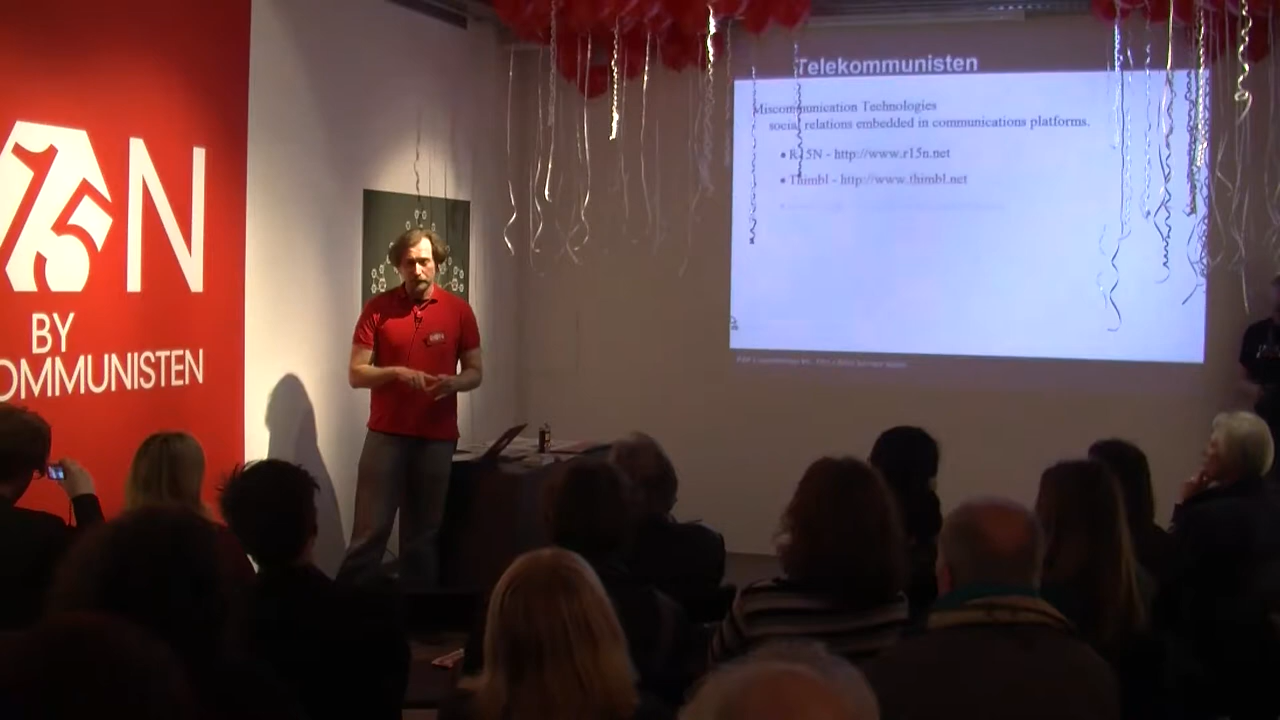 15N
BY
OMMUNISTEN
Telekommunisten
Miscommunication Technologies
social relations embedded in communications platforms.
• R15N - http://www.r15n.net
• Thimbl - http://www.thimbl.net